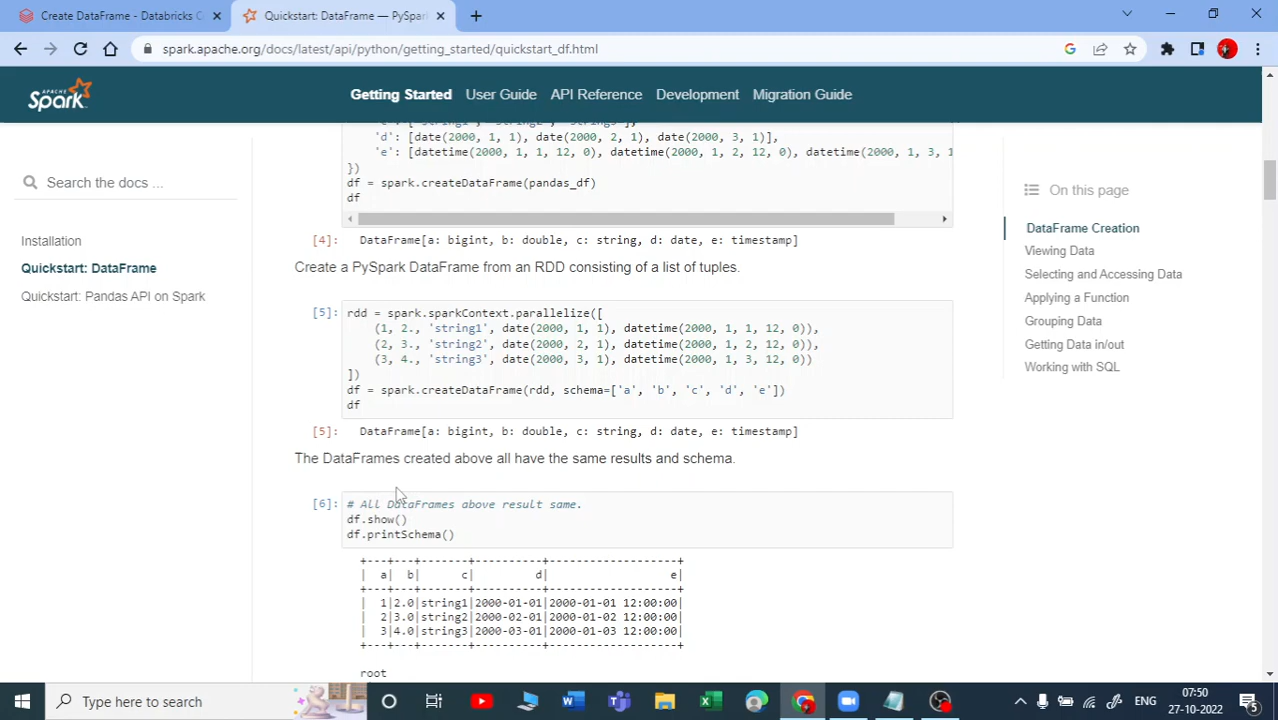 Create DataFrame - Databricks C
Quickstart: DataFrame — PySpark
spark.apache.org/docs/latest/api/python/getting_started/quickstart_df.html
APACHE
Spark
Getting Started
User Guide
API Reference
Development
Migration Guide
Search the docs ...
Installation
Quickstart: DataFrame
Quickstart: Pandas API on Spark
'd': [date(2000, 1, 1), date(2000, 2, 1), date(2000, 3, 1)],
'e': [datetime(2000, 1, 1, 12, 0), datetime(2000, 1, 2, 12, 0), datetime(2000, 1, 3, 1
})
df = spark.createDataFrame(pandas_df)
df
[4]: DataFrame[a: bigint, b: double, c: string, d: date, e: timestamp]
Create a PySpark DataFrame from an RDD consisting of a list of tuples.
[5]: rdd = spark.sparkContext.parallelize([
(1, 2., 'string1', date(2000, 1, 1), datetime(2000, 1, 1, 12, 0)),
(2, 3., 'string2', date(2000, 2, 1), datetime(2000, 1, 2, 12, 0)),
(3, 4., 'string3', date(2000, 3, 1), datetime(2000, 1, 3, 12, 0))
])
df = spark.createDataFrame(rdd, schema=['a', 'b', 'c', 'd', 'e'])
df
[5]: DataFrame[a: bigint, b: double, c: string, d: date, e: timestamp]
The DataFrames created above all have the same results and schema.
[6]: # All DataFrames above result same.
df.show()
df.printSchema()
+---+---+-------+----------+-------------------+
| a| b| c| d| e|
+---+---+-------+----------+-------------------+
| 1|2.0|string1|2000-01-01|2000-01-01 12:00:00|
| 2|3.0|string2|2000-02-01|2000-01-02 12:00:00|
| 3|4.0|string3|2000-03-01|2000-01-03 12:00:00|
+---+---+-------+----------+-------------------+
root
On this page
DataFrame Creation
Viewing Data
Selecting and Accessing Data
Applying a Function
Grouping Data
Getting Data in/out
Working with SQL
Type here to search
ENG
07:50
27-10-2022
5